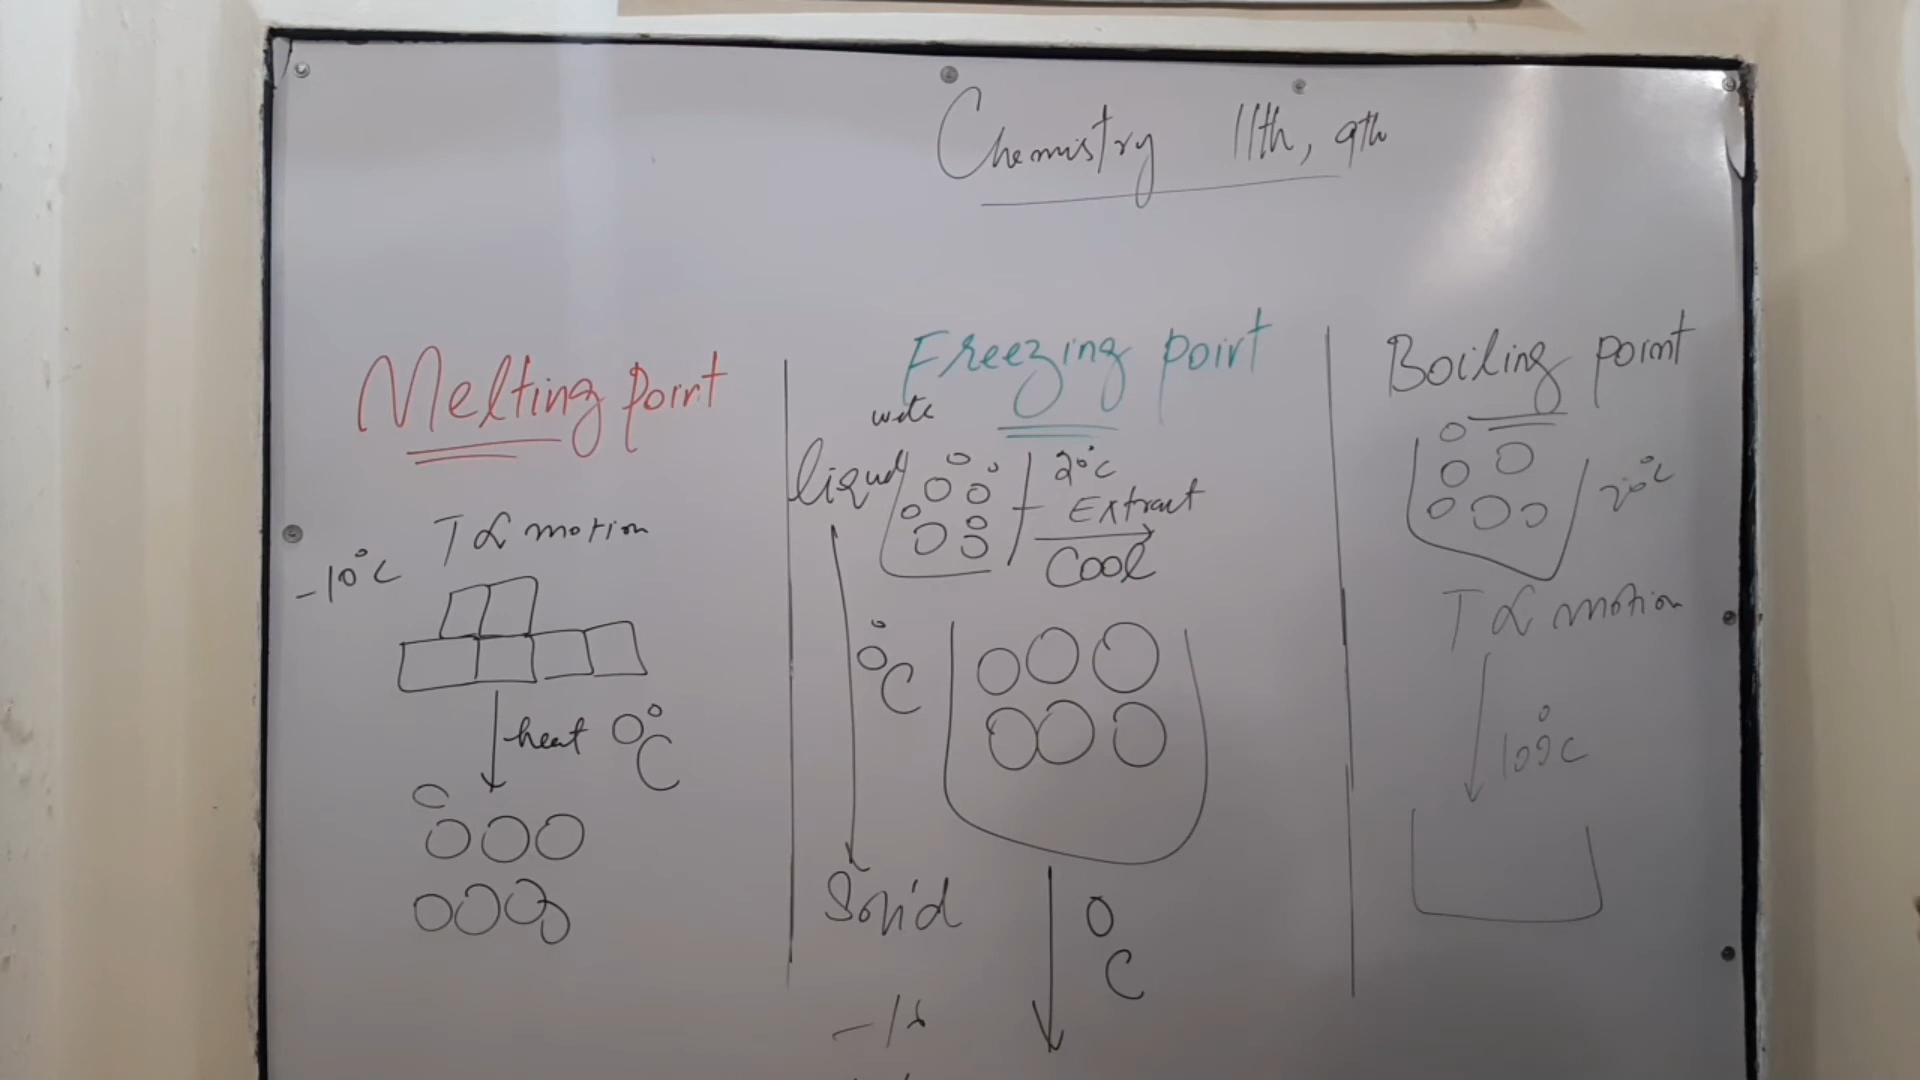 Chemistry 11th, 9th
Melting point
T ∝ motion
-10°C
heat 0°C
Freezing point
liquid
20°C
Extract
Cool
0°C
Solid
0
C
Boiling point
20°C
T ∝ motion
100°C